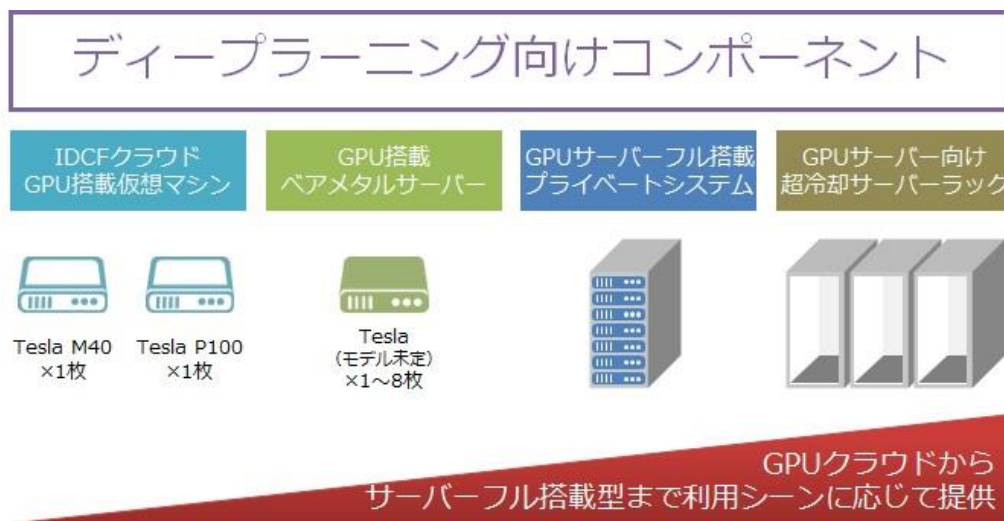 ディープラーニング向けコンポーネント
IDCFクラウド
GPU搭載仮想マシン
GPU搭載
ベアメタルサーバー
GPUサーバーフル搭載
プライベートシステム
GPUサーバー向け
超冷却サーバーラック
Tesla M40
×1枚
Tesla P100
×1枚
Tesla
(モデル未定)
×1～8枚
GPUクラウドから
サーバーフル搭載型まで利用シーンに応じて提供